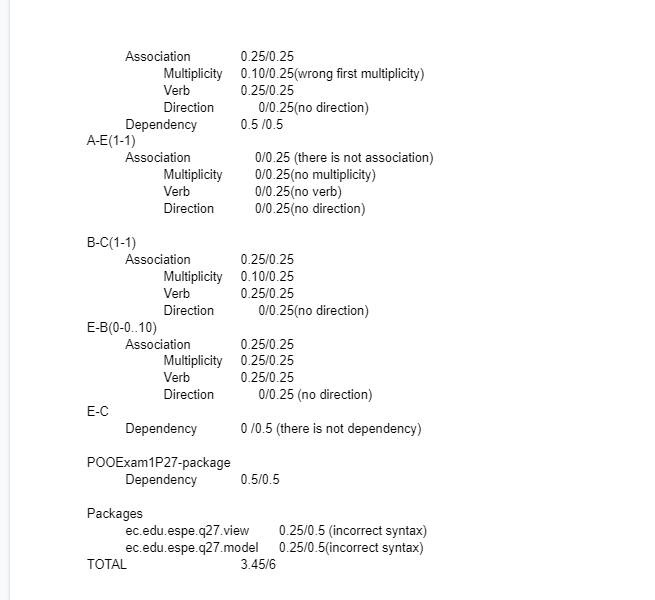 Association 0.25/0.25
Multiplicity 0.10/0.25(wrong first multiplicity)
Verb 0.25/0.25
Direction 0/0.25(no direction)
Dependency 0.5 /0.5
A-E(1-1)
Association 0/0.25 (there is not association)
Multiplicity 0/0.25(no multiplicity)
Verb 0/0.25(no verb)
Direction 0/0.25(no direction)
B-C(1-1)
Association 0.25/0.25
Multiplicity 0.10/0.25
Verb 0.25/0.25
Direction 0/0.25(no direction)
E-B(0-0..10)
Association 0.25/0.25
Multiplicity 0.25/0.25
Verb 0.25/0.25
Direction 0/0.25 (no direction)
E-C
Dependency 0 /0.5 (there is not dependency)
POOExam1P27-package
Dependency 0.5/0.5
Packages
ec.edu.espe.q27.view 0.25/0.5 (incorrect syntax)
ec.edu.espe.q27.model 0.25/0.5(incorrect syntax)
TOTAL 3.45/6